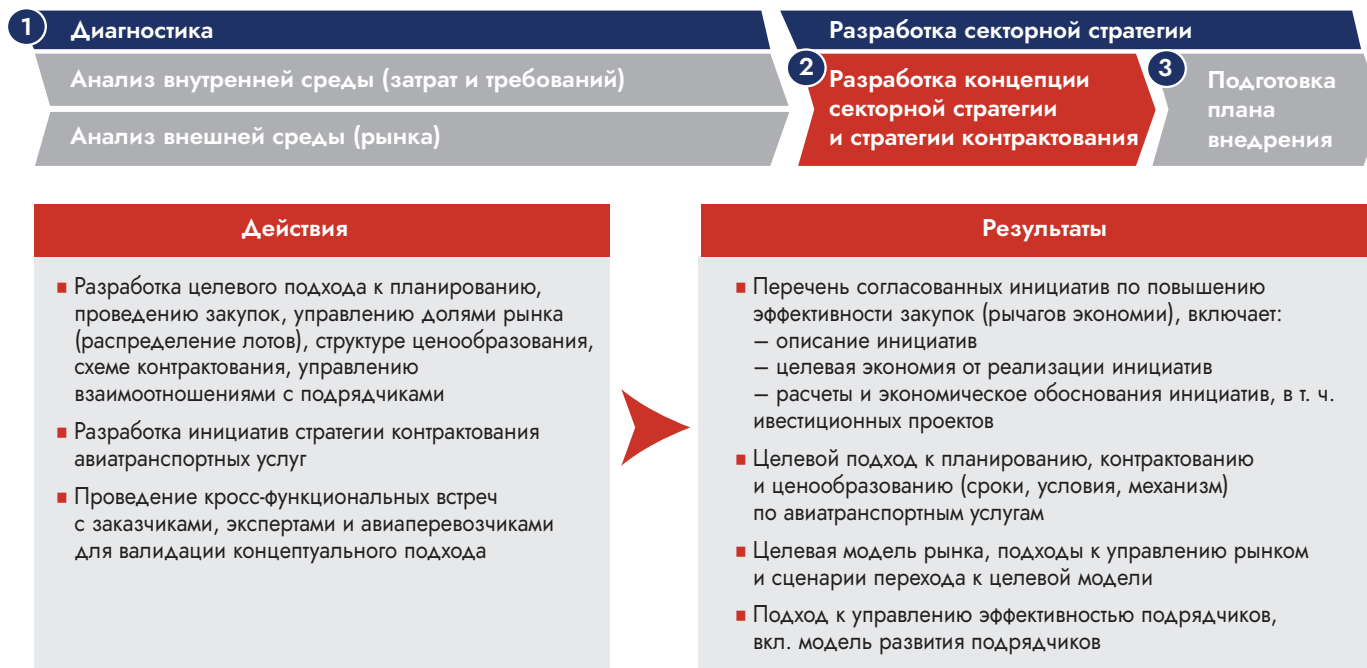 1
Диагностика
Анализ внутренней среды (затрат и требований)
Анализ внешней среды (рынка)
Разработка секторной стратегии
2
Разработка концепции
секторной стратегии
и стратегии контрактования
3
Подготовка
плана
внедрения
Действия
Разработка целевого подхода к планированию,
проведению закупок, управлению долями рынка
(распределение лотов), структуре ценообразования,
схеме контрактования, управлению
взаимоотношениями с подрядчиками
Разработка инициатив стратегии контрактования
авиатранспортных услуг
Проведение кросс-функциональных встреч
с заказчиками, экспертами и авиаперевозчиками
для валидации концептуального подхода
Результаты
Перечень согласованных инициатив по повышению
эффективности закупок (рычагов экономии), включает:
– описание инициатив
– целевая экономия от реализации инициатив
– расчеты и экономическое обоснования инициатив, в т. ч.
ивестиционных проектов
Целевой подход к планированию, контрактованию
и ценообразованию (сроки, условия, механизм)
по авиатранспортным услугам
Целевая модель рынка, подходы к управлению рынком
и сценарии перехода к целевой модели
Подход к управлению эффективностью подрядчиков,
вкл. модель развития подрядчиков